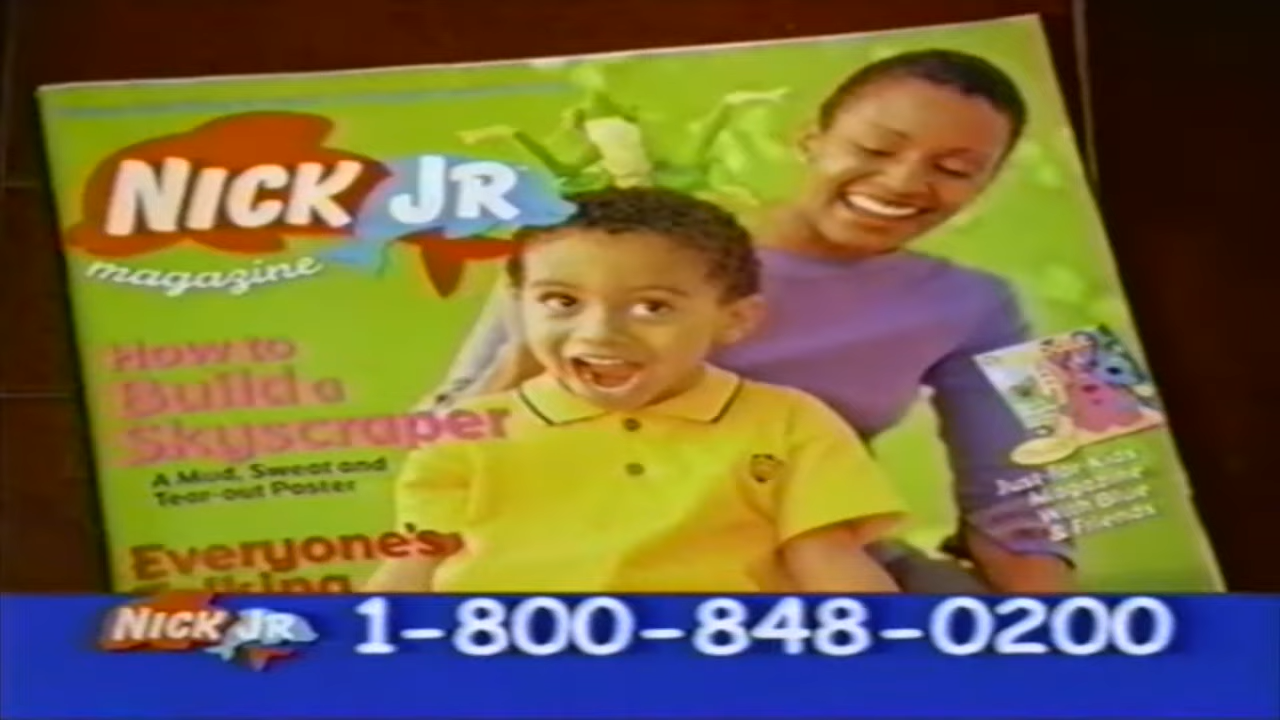 NICK JR
magazine
How to
Build a
Skyscraper
A Mud, Sweat and
Tear-out Poster
Everyone's
Talking
Just for Kids
Magazine
With Blue
& Friends
NICK JR 1-800-848-0200